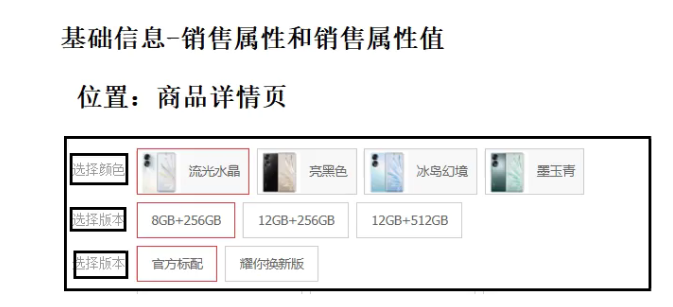 基础信息-销售属性和销售属性值
位置：商品详情页
选择颜色 流光水晶 亮黑色 冰岛幻境 墨玉青
选择版本 8GB+256GB 12GB+256GB 12GB+512GB
选择版本 官方标配 耀你换新版